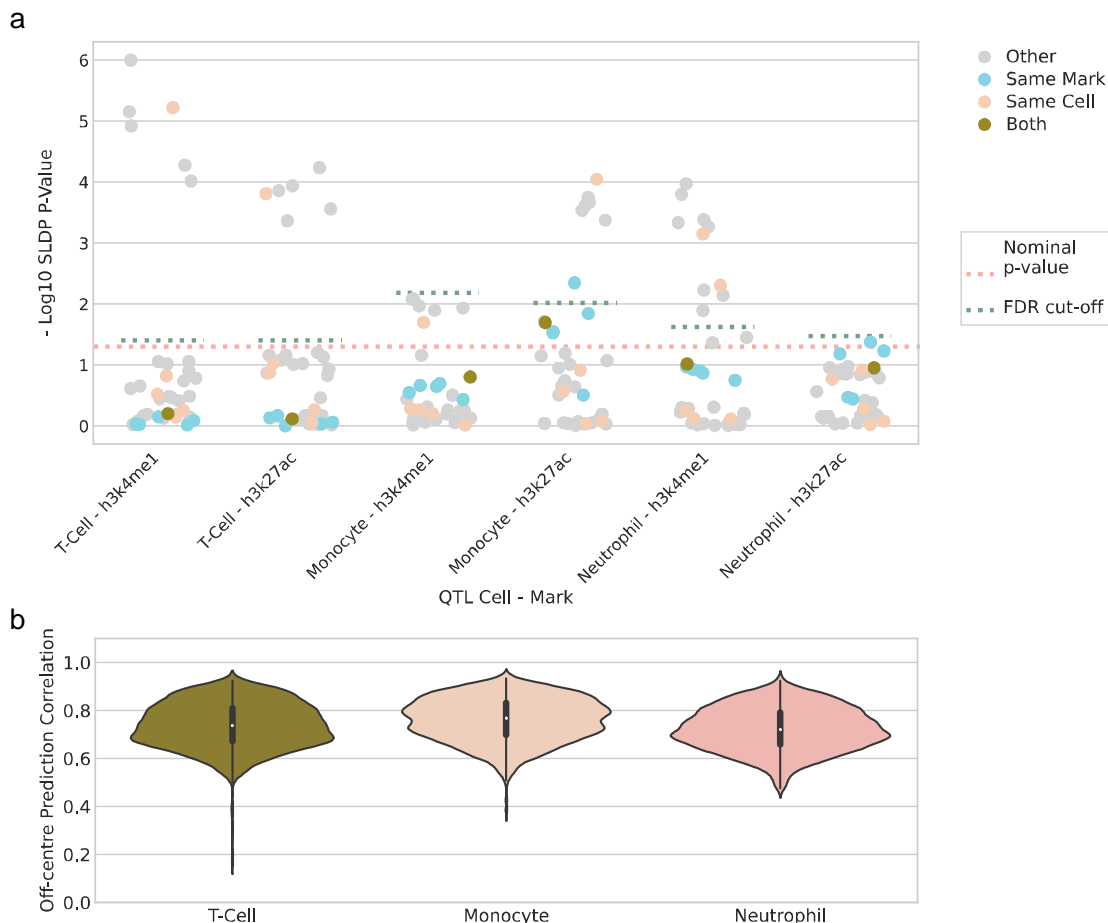 a
- Log10 SLDP P-Value
6
5
4
3
2
1
0
Other
Same Mark
Same Cell
Both
Nominal
p-value
FDR cut-off
T-Cell - h3k4me1
T-Cell - h3k27ac
Monocyte - h3k4me1
Monocyte - h3k27ac
Neutrophil - h3k4me1
Neutrophil - h3k27ac
QTL Cell - Mark
b
Off-centre Prediction Correlation
1.0
0.8
0.6
0.4
0.2
0.0
T-Cell
Monocyte
Neutrophil